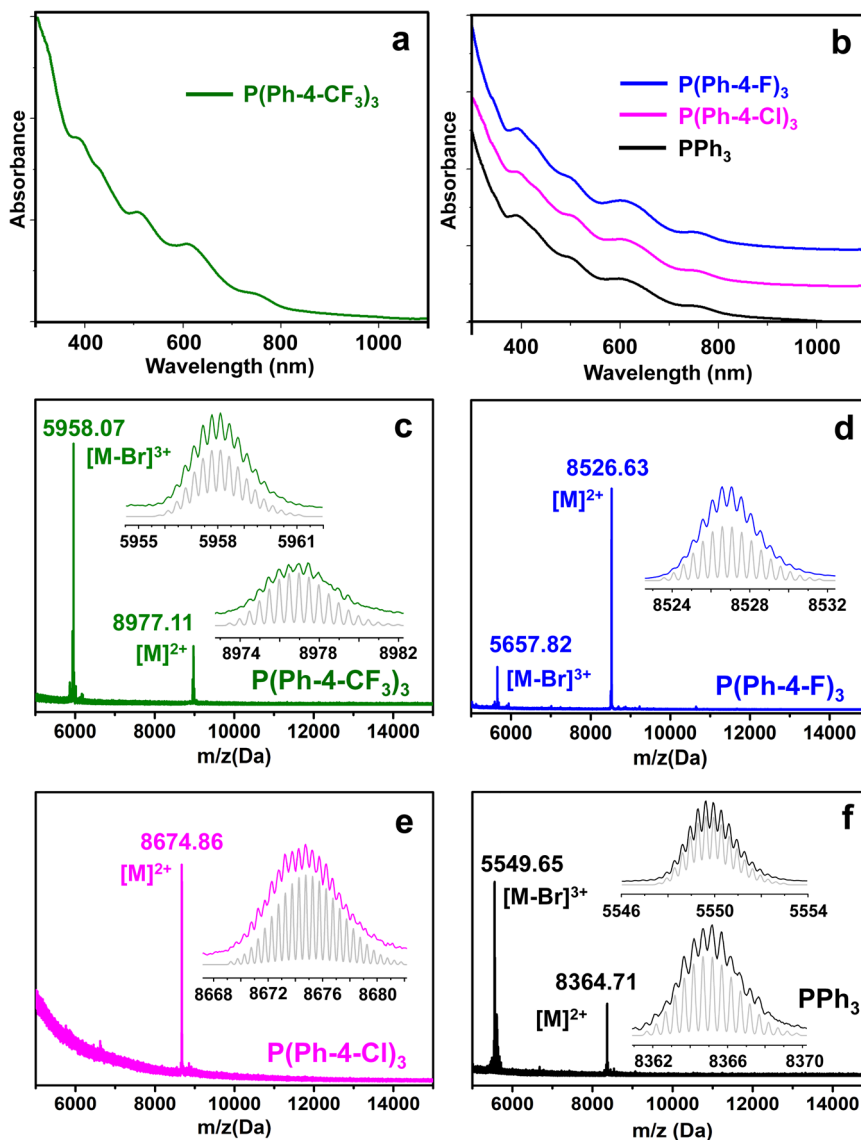 a
P(Ph-4-CF₃)₃
Absorbance
400 600 800 1000
Wavelength (nm)
b
P(Ph-4-F)₃
P(Ph-4-Cl)₃
PPh₃
Absorbance
400 600 800 1000
Wavelength (nm)
c
5958.07
[M-Br]³⁺
5955 5958 5961
8977.11
[M]²⁺
8974 8978 8982
P(Ph-4-CF₃)₃
6000 8000 10000 12000 14000
m/z(Da)
d
8526.63
[M]²⁺
8524 8528 8532
5657.82
[M-Br]³⁺
P(Ph-4-F)₃
6000 8000 10000 12000 14000
m/z(Da)
e
8674.86
[M]²⁺
8668 8672 8676 8680
P(Ph-4-Cl)₃
6000 8000 10000 12000 14000
m/z (Da)
f
5549.65
[M-Br]³⁺
5546 5550 5554
8364.71
[M]²⁺
PPh₃
8362 8366 8370
6000 8000 10000 12000 14000
m/z (Da)